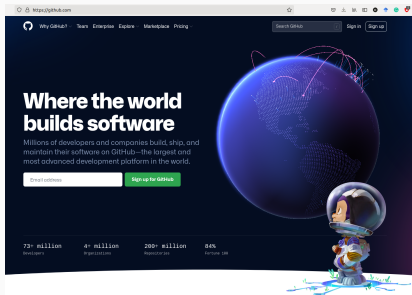 https://github.com
Why GitHub?
Team
Enterprise
Explore
Marketplace
Pricing
Search GitHub
Sign in
Sign up
Where the world
builds software
Millions of developers and companies build, ship, and
maintain their software on GitHub—the largest and
most advanced development platform in the world.
Email address
Sign up for GitHub
73+ million
Developers
4+ million
Organizations
200+ million
Repositories
84%
Fortune 100